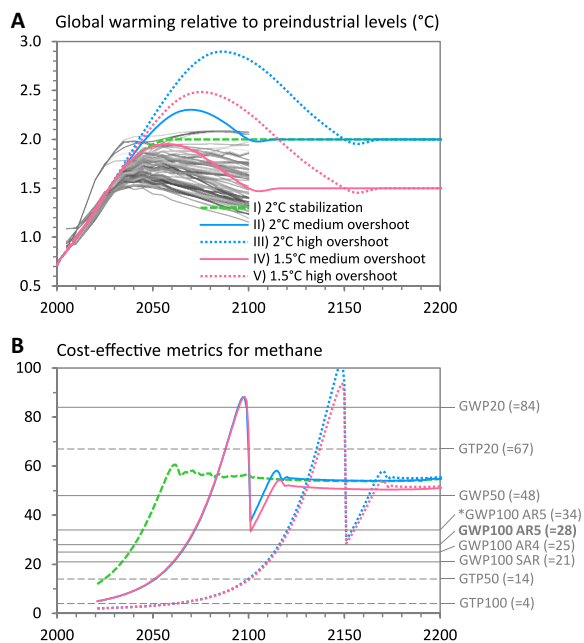 A
Global warming relative to preindustrial levels (°C)
3.0
2.5
2.0
1.5
1.0
0.5
I) 2°C stabilization
II) 2°C medium overshoot
III) 2°C high overshoot
IV) 1.5°C medium overshoot
V) 1.5°C high overshoot
2000 2050 2100 2150 2200
B
Cost-effective metrics for methane
100
80
60
40
20
0
GWP20 (=84)
GTP20 (=67)
GWP50 (=48)
*GWP100 AR5 (=34)
GWP100 AR5 (=28)
GWP100 AR4 (=25)
GWP100 SAR (=21)
GTP50 (=14)
GTP100 (=4)
2000 2050 2100 2150 2200